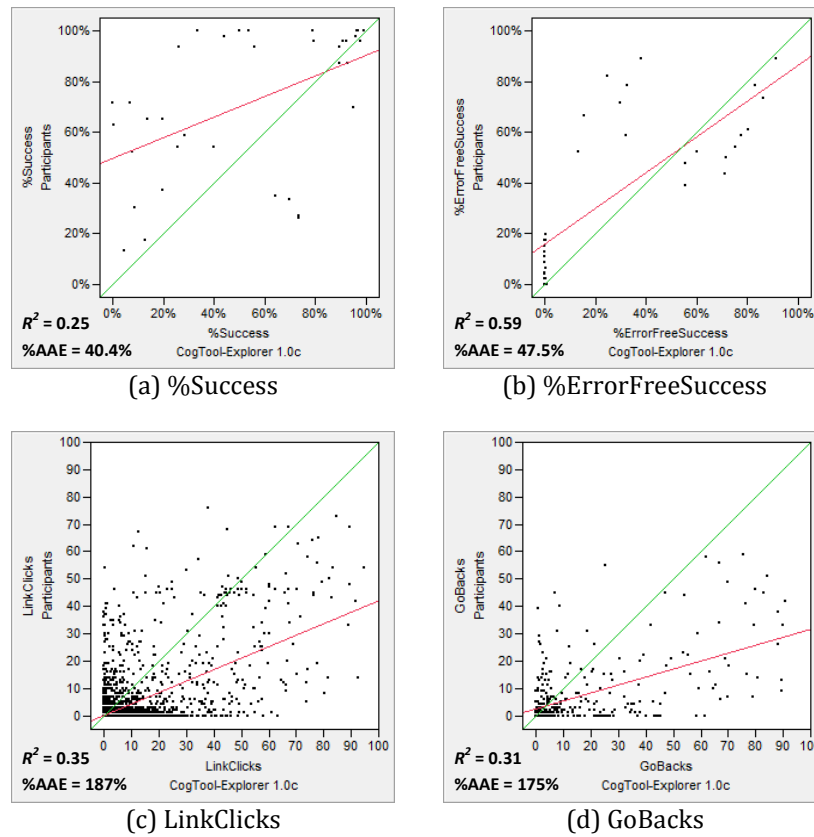 100%
80%
60%
40%
20%
0%
%Success
Participants
0% 20% 40% 60% 80% 100%
%Success
CogTool-Explorer 1.0c
R² = 0.25
%AAE = 40.4%
(a) %Success
100%
80%
60%
40%
20%
0%
%ErrorFreeSuccess
Participants
0% 20% 40% 60% 80% 100%
%ErrorFreeSuccess
CogTool-Explorer 1.0c
R² = 0.59
%AAE = 47.5%
(b) %ErrorFreeSuccess
100
90
80
70
60
50
40
30
20
10
0
LinkClicks
Participants
0 10 20 30 40 50 60 70 80 90 100
LinkClicks
CogTool-Explorer 1.0c
R² = 0.35
%AAE = 187%
(c) LinkClicks
100
90
80
70
60
50
40
30
20
10
0
GoBacks
Participants
0 10 20 30 40 50 60 70 80 90 100
GoBacks
CogTool-Explorer 1.0c
R² = 0.31
%AAE = 175%
(d) GoBacks